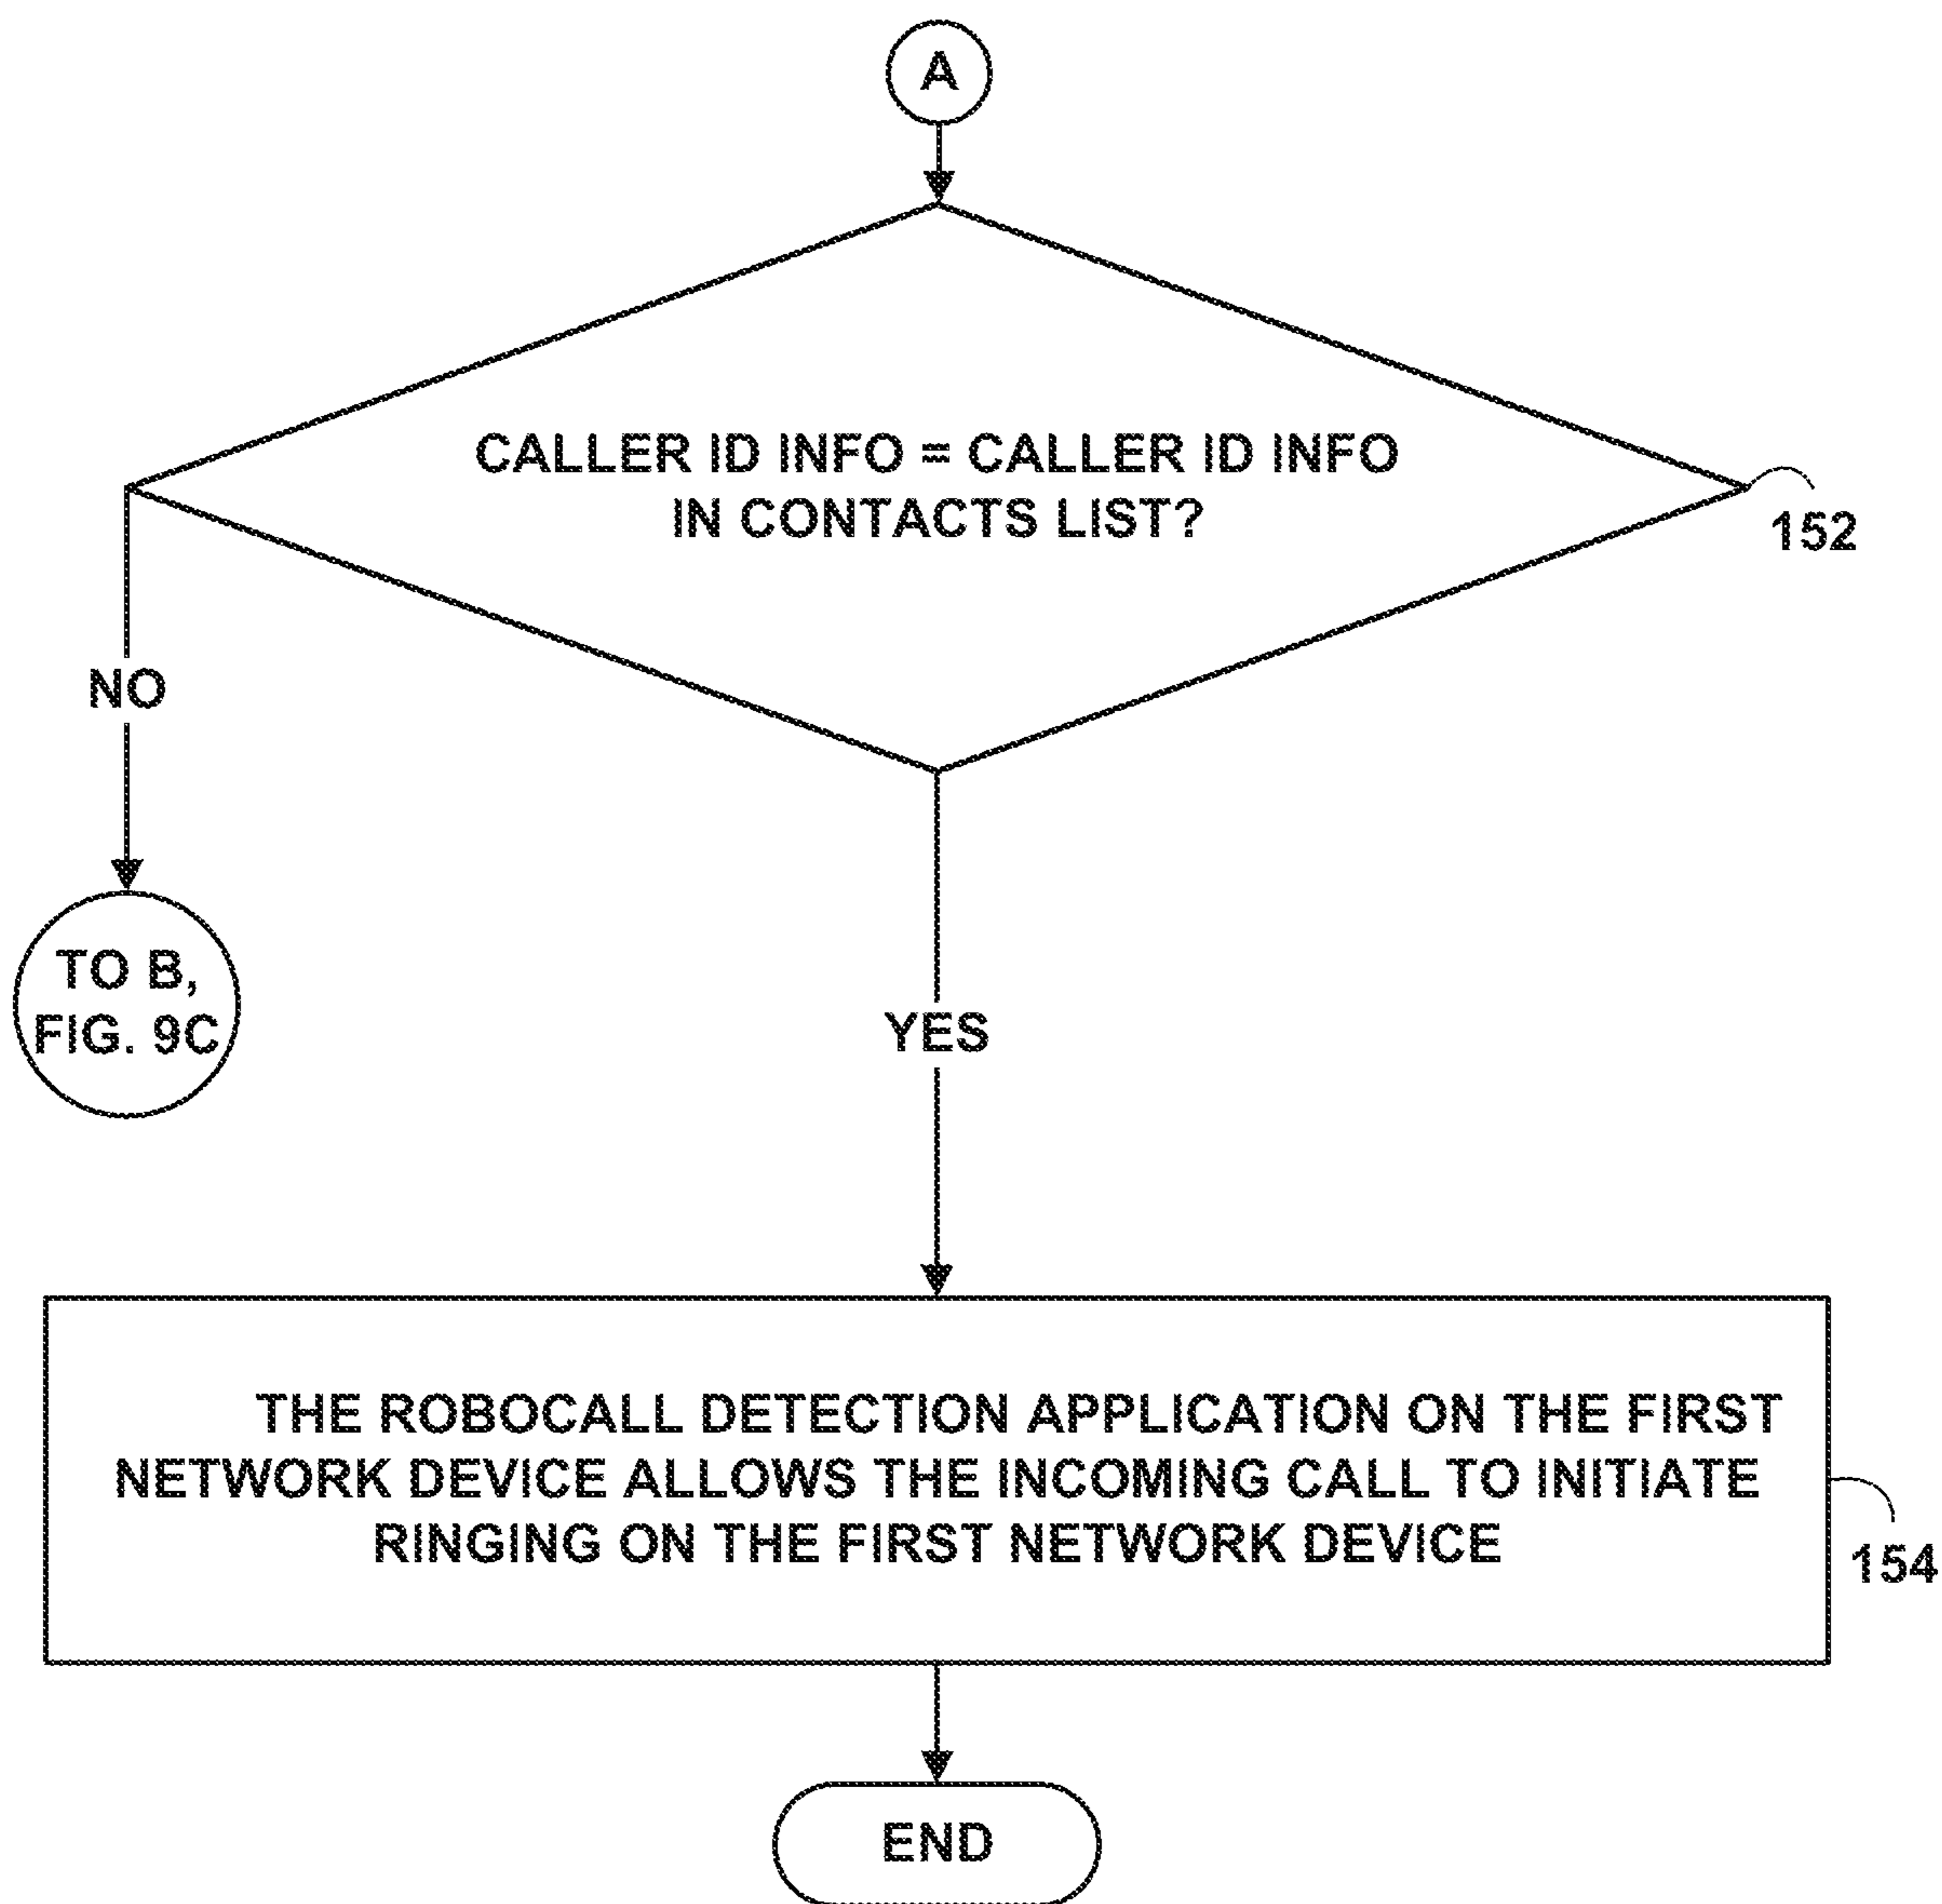 A
CALLER ID INFO = CALLER ID INFO
IN CONTACTS LIST?
152
NO
TO B,
FIG. 9C
YES
THE ROBOCALL DETECTION APPLICATION ON THE FIRST
NETWORK DEVICE ALLOWS THE INCOMING CALL TO INITIATE
RINGING ON THE FIRST NETWORK DEVICE
154
END